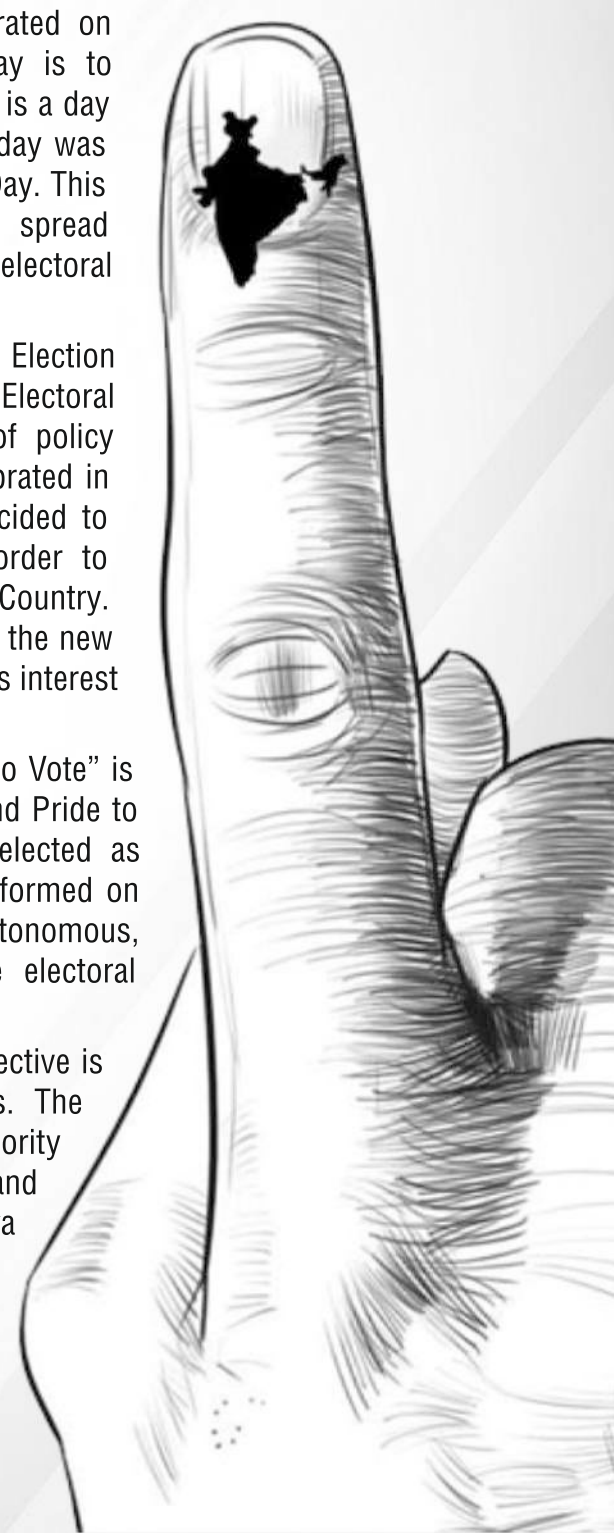 rated on
ay is to
is a day
day was
Day. This
spread
electoral
Election
Electoral
of policy
brated in
cided to
order to
Country.
the new
s interest
o Vote” is
nd Pride to
elected as
formed on
tonomous,
e electoral
ective is
s. The
ority
and
a